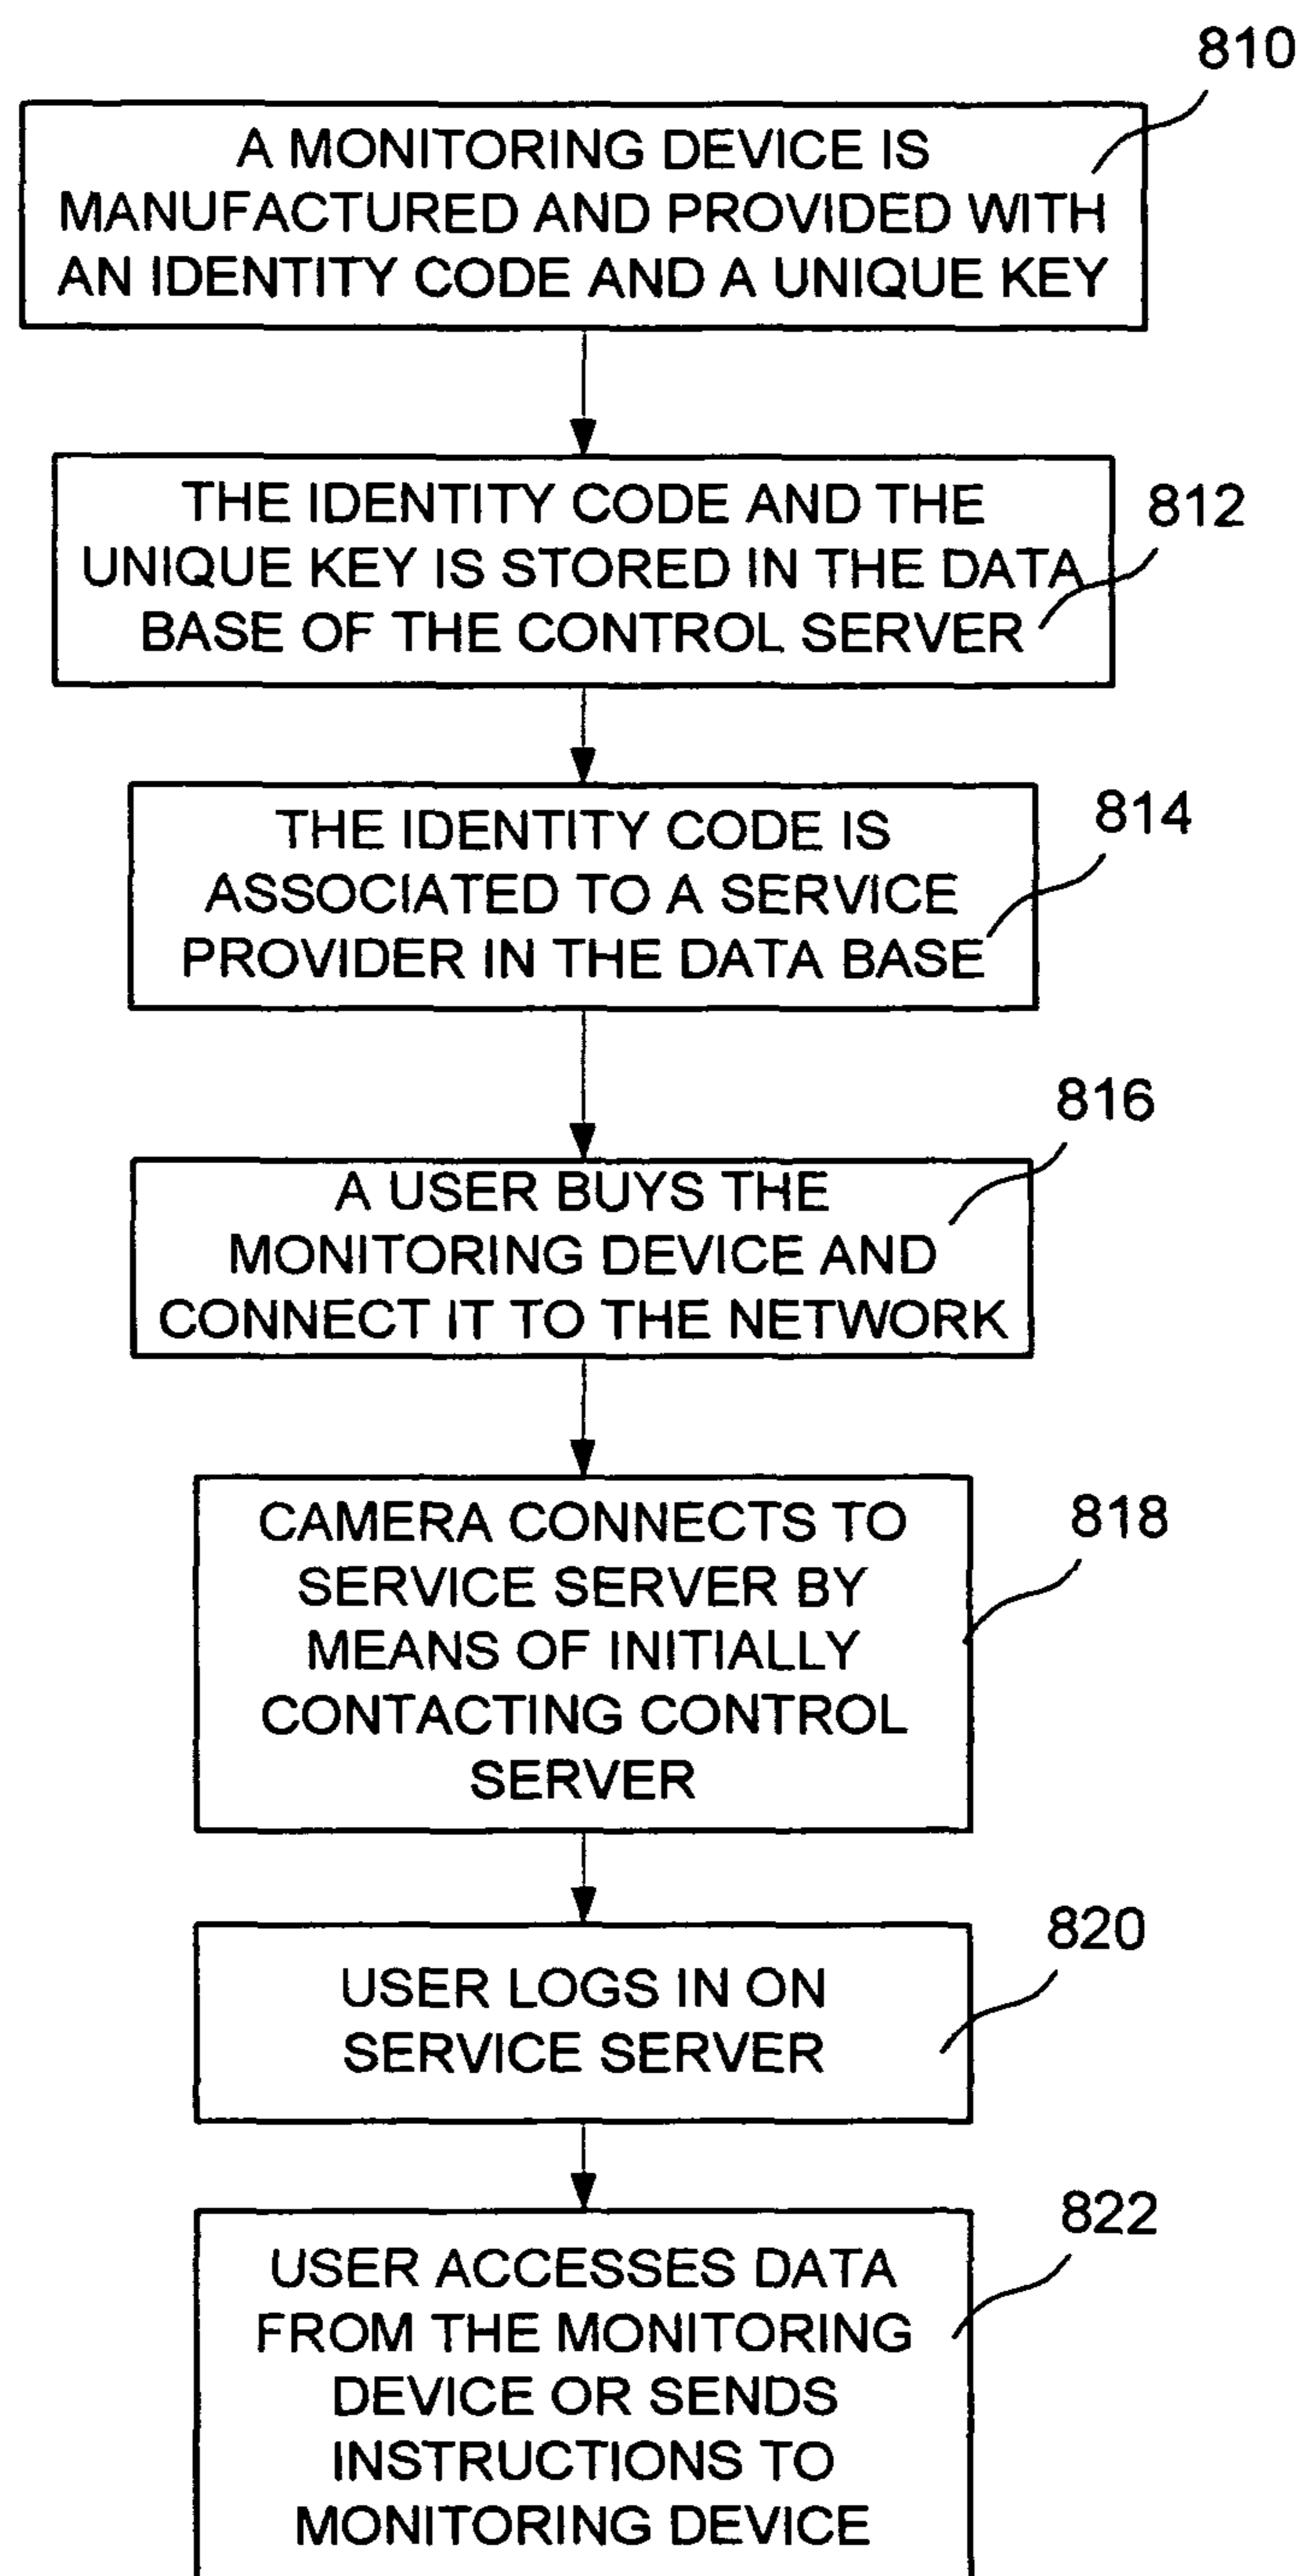 810
A MONITORING DEVICE IS
MANUFACTURED AND PROVIDED WITH
AN IDENTITY CODE AND A UNIQUE KEY
812
THE IDENTITY CODE AND THE
UNIQUE KEY IS STORED IN THE DATA
BASE OF THE CONTROL SERVER
814
THE IDENTITY CODE IS
ASSOCIATED TO A SERVICE
PROVIDER IN THE DATA BASE
816
A USER BUYS THE
MONITORING DEVICE AND
CONNECT IT TO THE NETWORK
818
CAMERA CONNECTS TO
SERVICE SERVER BY
MEANS OF INITIALLY
CONTACTING CONTROL
SERVER
820
USER LOGS IN ON
SERVICE SERVER
822
USER ACCESSES DATA
FROM THE MONITORING
DEVICE OR SENDS
INSTRUCTIONS TO
MONITORING DEVICE